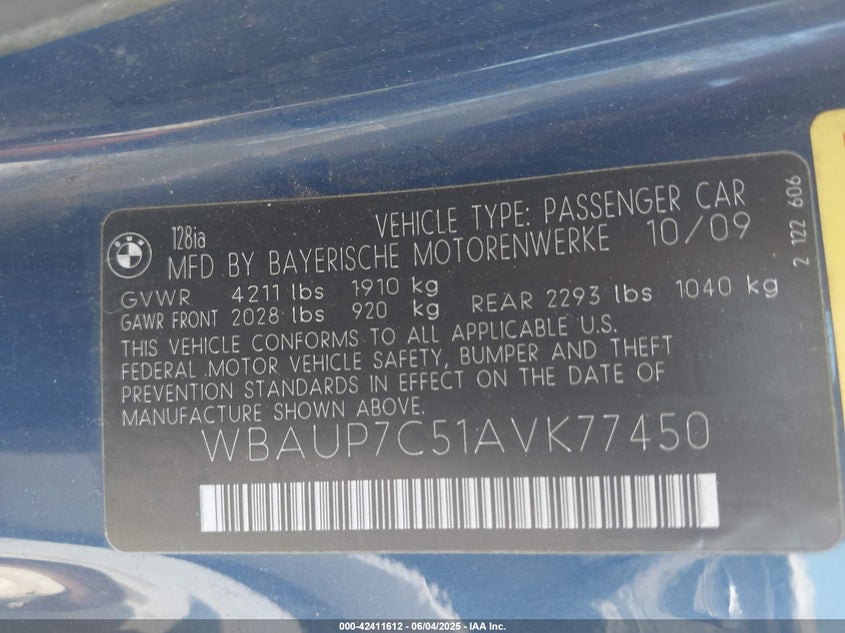 128ia
VEHICLE TYPE: PASSENGER CAR
MFD BY BAYERISCHE MOTORENWERKE 10/09
GVWR 4211 lbs 1910 kg
GAWR FRONT 2028 lbs 920 kg REAR 2293 lbs 1040 kg
THIS VEHICLE CONFORMS TO ALL APPLICABLE U.S.
FEDERAL MOTOR VEHICLE SAFETY, BUMPER AND THEFT
PREVENTION STANDARDS IN EFFECT ON THE DATE OF
MANUFACTURE SHOWN ABOVE.
WBAUP7C51AVK77450
2 122 606
BMW
000-42411612 - 06/04/2025 - IAA Inc.